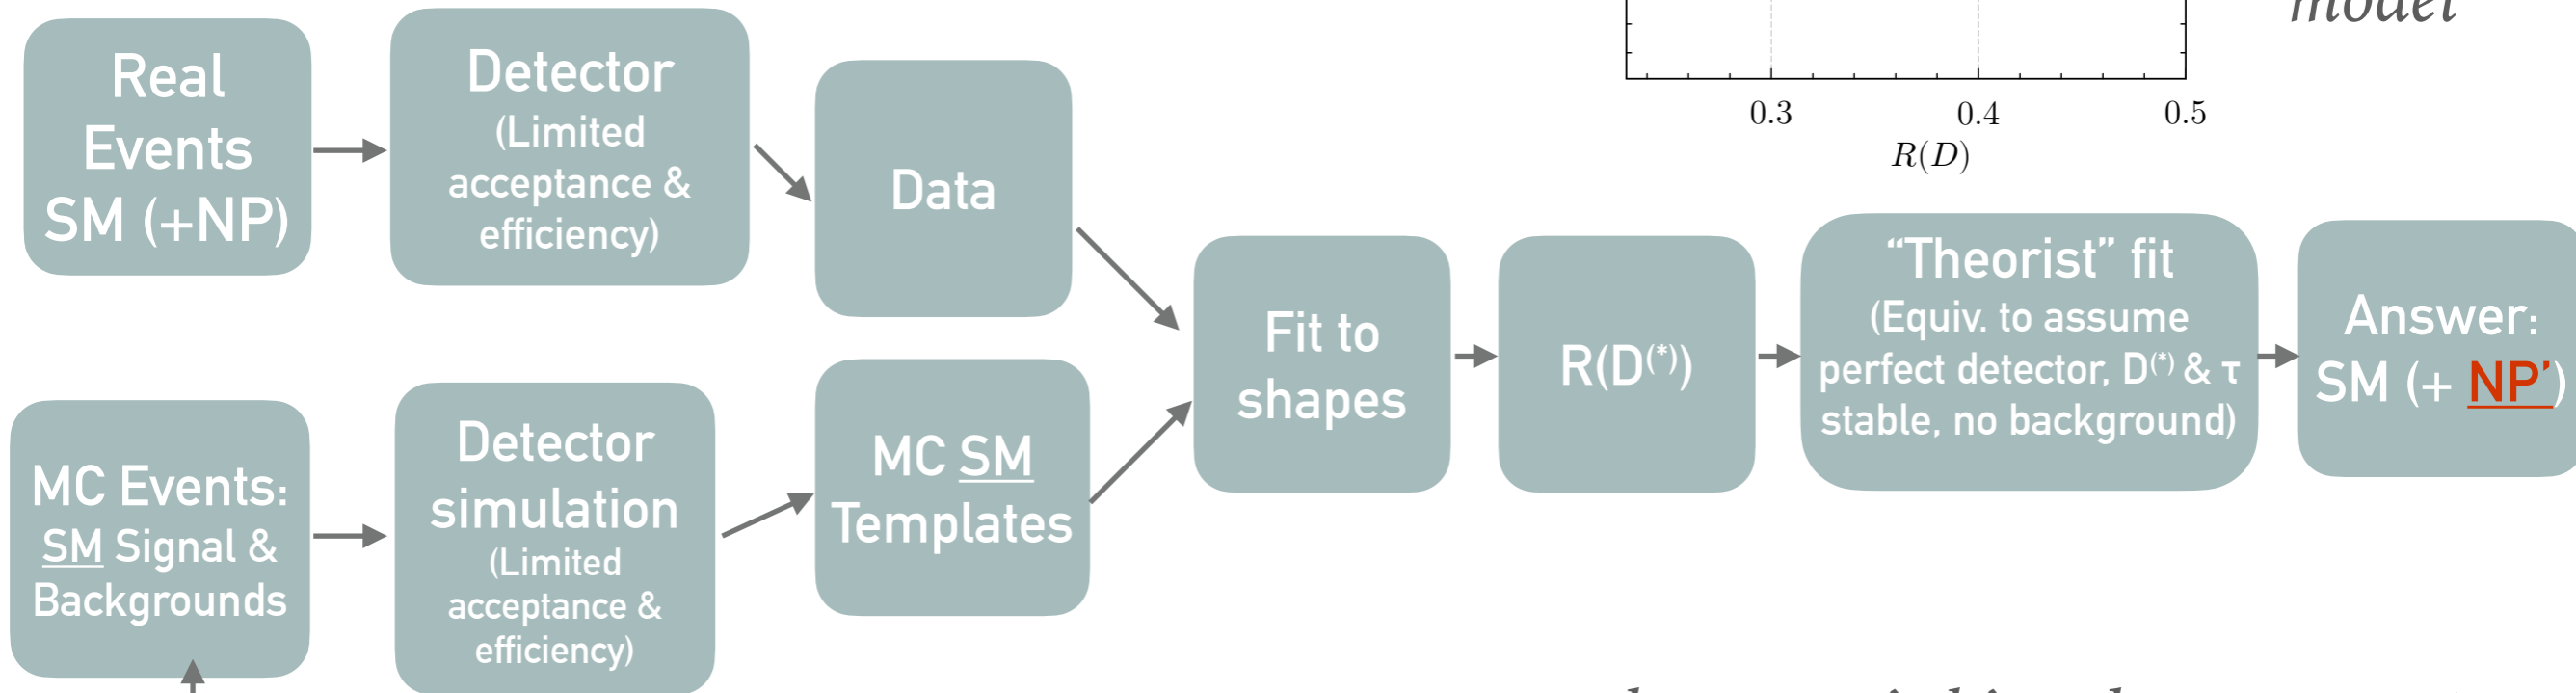 model
0.3
0.4
0.5
R(D)
Real
Events
SM (+NP)
Detector
(Limited
acceptance &
efficiency)
Data
MC Events:
SM Signal &
Backgrounds
Detector
simulation
(Limited
acceptance &
efficiency)
MC SM
Templates
Fit to
shapes
R(D(*))
“Theorist” fit
(Equiv. to assume
perfect detector, D(*) & τ
stable, no background)
Answer:
SM (+ NP’)